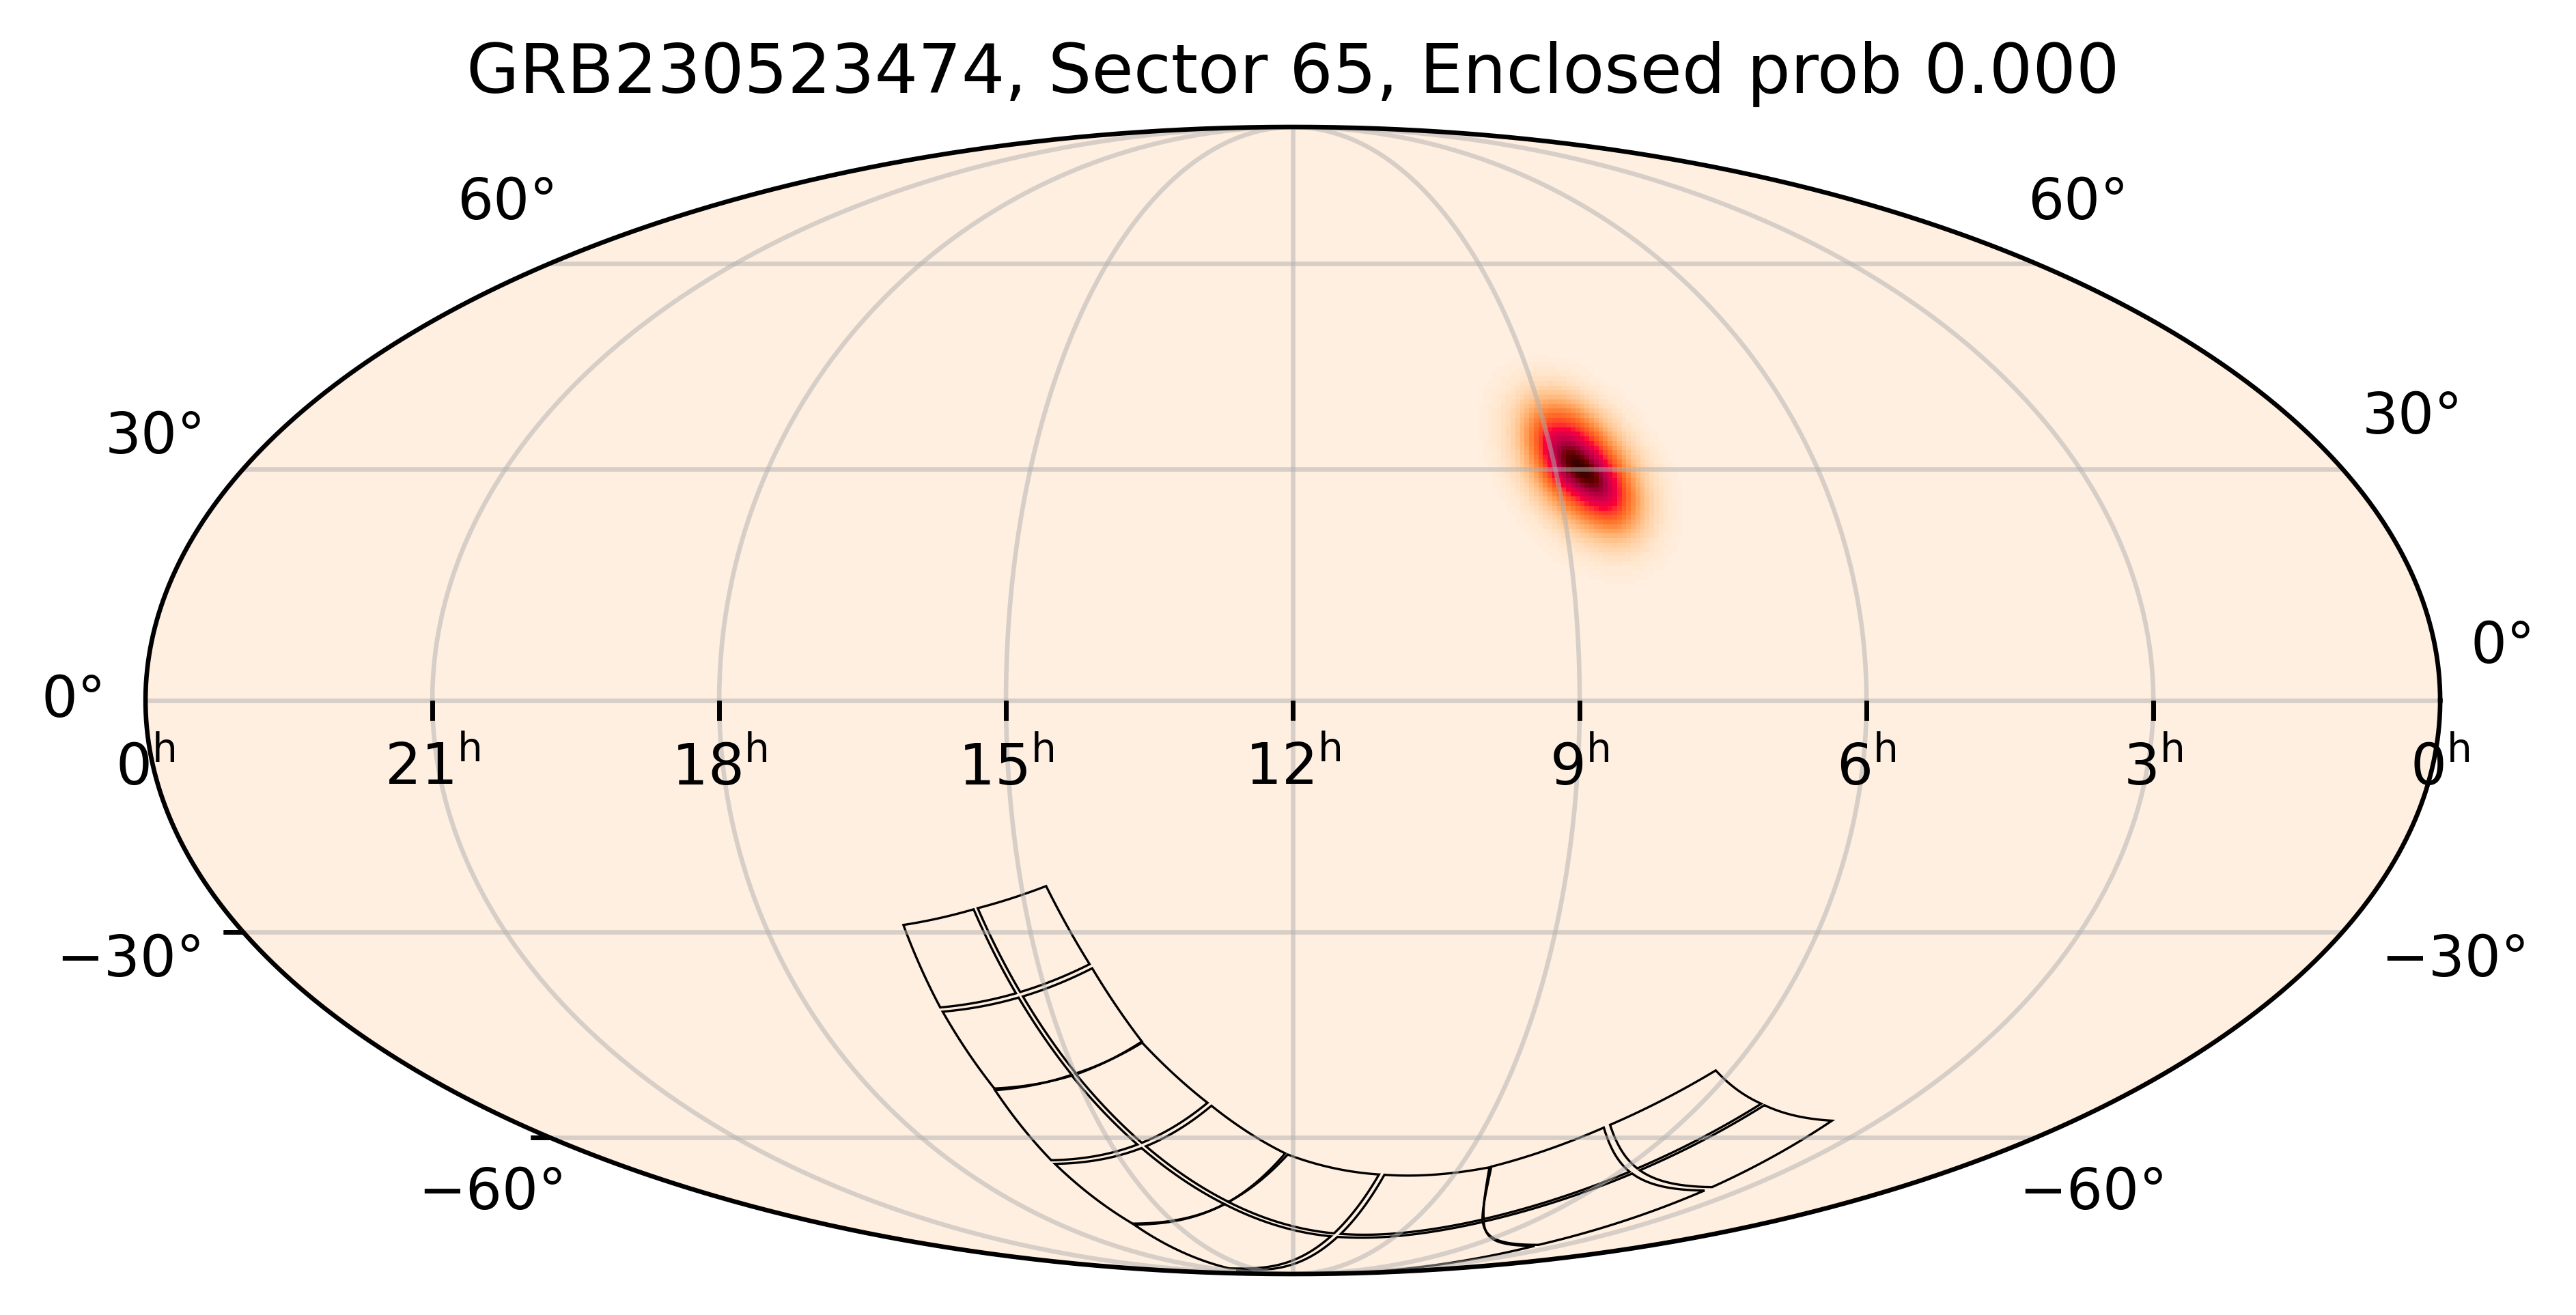 GRB230523474, Sector 65, Enclosed prob 0.000
60° 60°
30° 30°
0° 0°
0ʰ 21ʰ 18ʰ 15ʰ 12ʰ 9ʰ 6ʰ 3ʰ 0ʰ
−30° −30°
−60° −60°